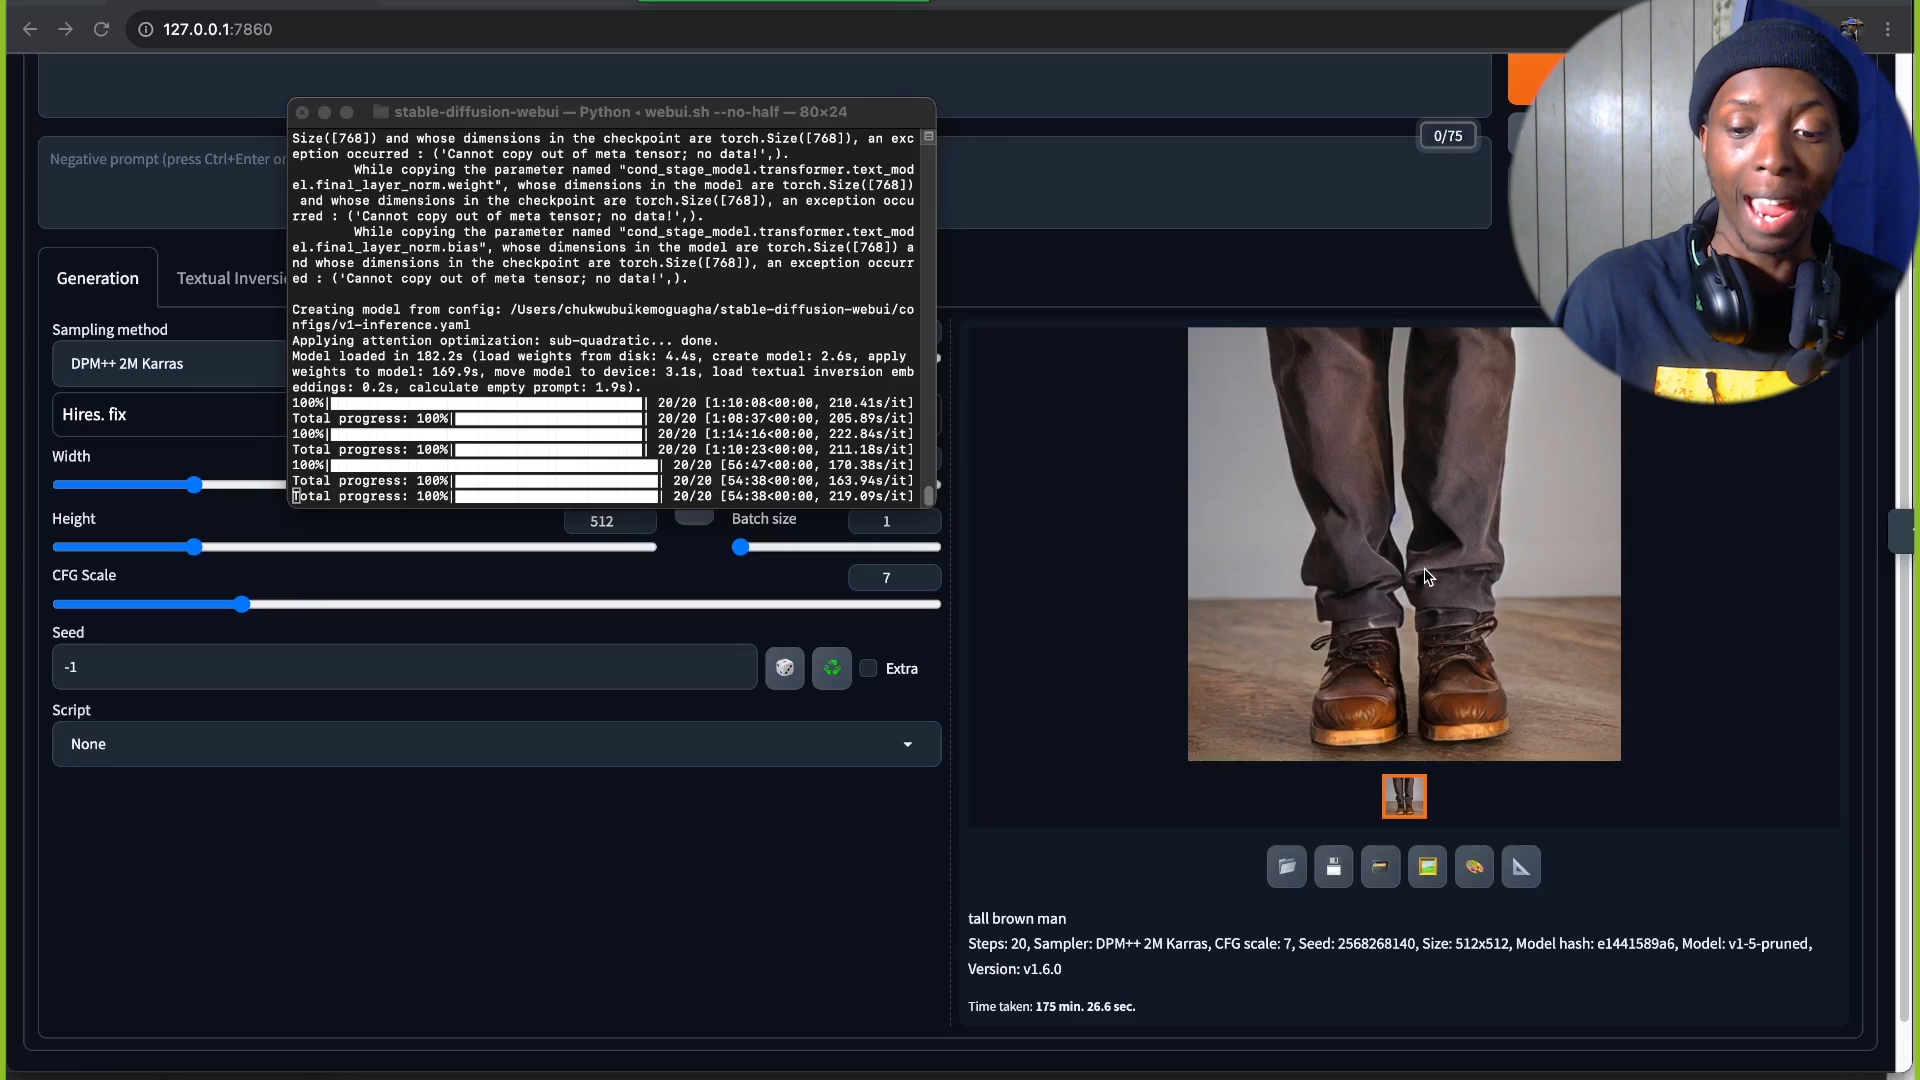 127.0.0.1:7860
stable-diffusion-webui — Python ◂ webui.sh --no-half — 80×24
Size([768]) and whose dimensions in the checkpoint are torch.Size([768]), an exc
eption occurred : ('Cannot copy out of meta tensor; no data!',).
While copying the parameter named "cond_stage_model.transformer.text_mod
el.final_layer_norm.weight", whose dimensions in the model are torch.Size([768])
and whose dimensions in the checkpoint are torch.Size([768]), an exception occu
rred : ('Cannot copy out of meta tensor; no data!',).
While copying the parameter named "cond_stage_model.transformer.text_mod
el.final_layer_norm.bias", whose dimensions in the model are torch.Size([768]) a
nd whose dimensions in the checkpoint are torch.Size([768]), an exception occurr
ed : ('Cannot copy out of meta tensor; no data!',).
Creating model from config: /Users/chukwubuikemoguagha/stable-diffusion-webui/co
nfigs/v1-inference.yaml
Applying attention optimization: sub-quadratic... done.
Model loaded in 182.2s (load weights from disk: 4.4s, create model: 2.6s, apply
weights to model: 169.9s, move model to device: 3.1s, load textual inversion emb
eddings: 0.2s, calculate empty prompt: 1.9s).
100%| | 20/20 [1:10:08<00:00, 210.41s/it]
Total progress: 100%| | 20/20 [1:08:37<00:00, 205.89s/it]
100%| | 20/20 [1:14:16<00:00, 222.84s/it]
Total progress: 100%| | 20/20 [1:10:23<00:00, 211.18s/it]
100%| | 20/20 [56:47<00:00, 170.38s/it]
Total progress: 100%| | 20/20 [54:38<00:00, 163.94s/it]
Total progress: 100%| | 20/20 [54:38<00:00, 219.09s/it]
0/75
Negative prompt (press Ctrl+Enter or
Generation
Textual Inversi
Sampling method
DPM++ 2M Karras
Hires. fix
Width
Height
512
Batch size
1
CFG Scale
7
Seed
-1
Extra
Script
None
tall brown man
Steps: 20, Sampler: DPM++ 2M Karras, CFG scale: 7, Seed: 2568268140, Size: 512x512, Model hash: e1441589a6, Model: v1-5-pruned,
Version: v1.6.0
Time taken: 175 min. 26.6 sec.